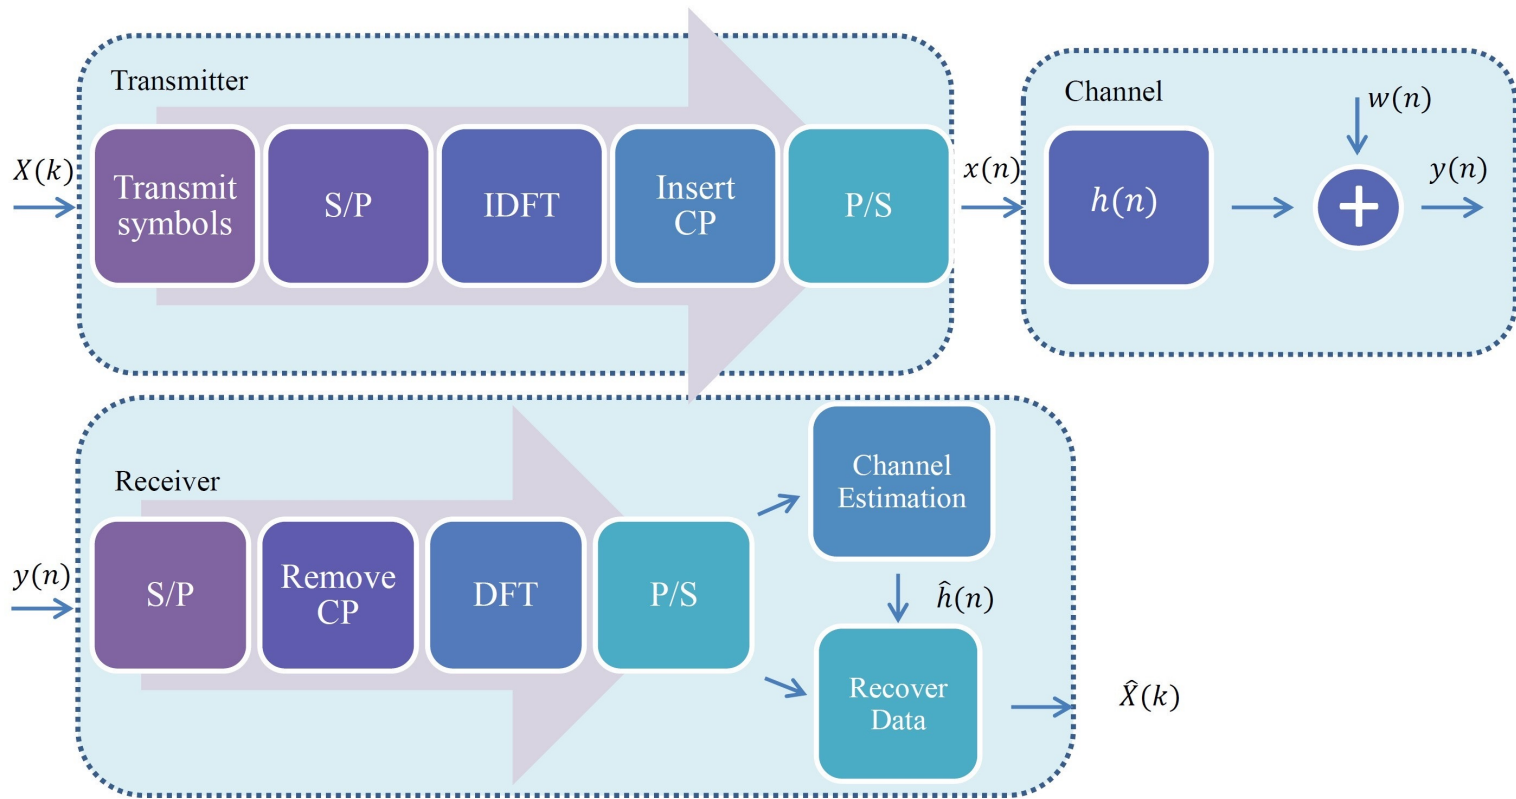 Transmitter
X(k)
Transmit
symbols
S/P
IDFT
Insert
CP
P/S
x(n)
Channel
h(n)
w(n)
+
y(n)
Receiver
y(n)
S/P
Remove
CP
DFT
P/S
Channel
Estimation
ĥ(n)
Recover
Data
X̂(k)